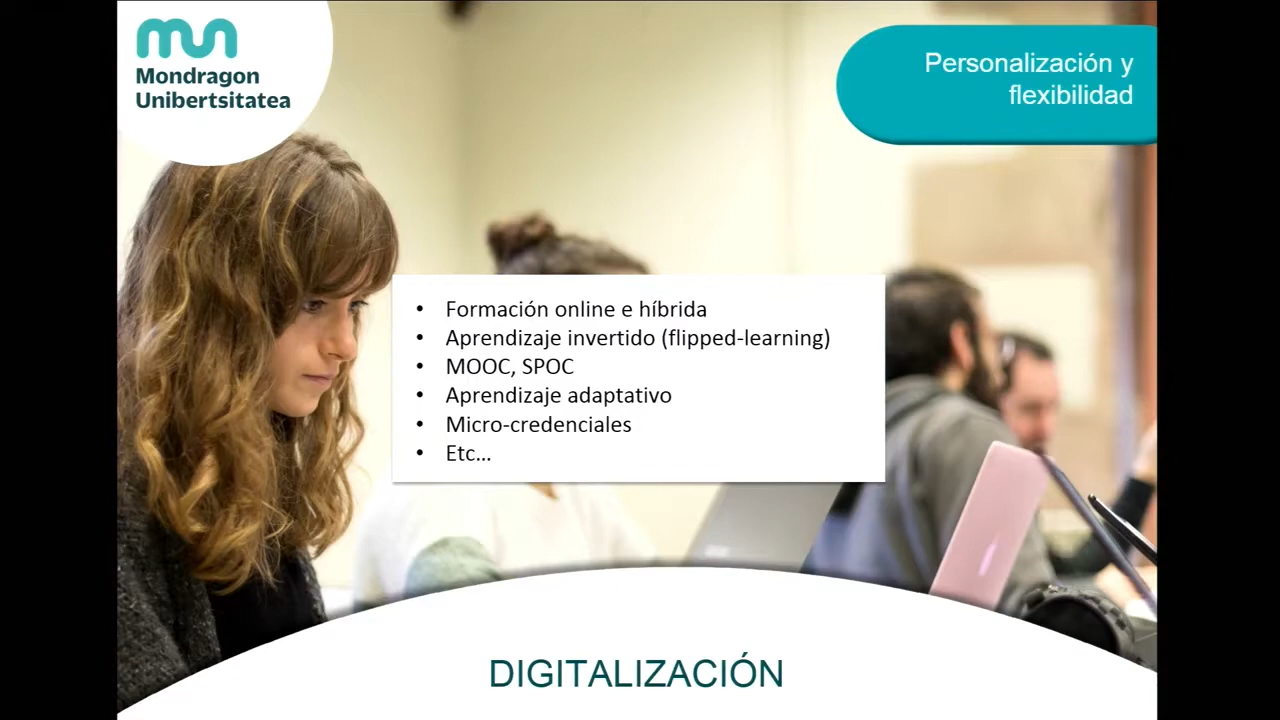 mun
Mondragon
Unibertsitatea
Personalización y
flexibilidad
• Formación online e híbrida
• Aprendizaje invertido (flipped-learning)
• MOOC, SPOC
• Aprendizaje adaptativo
• Micro-credenciales
• Etc…
DIGITALIZACIÓN